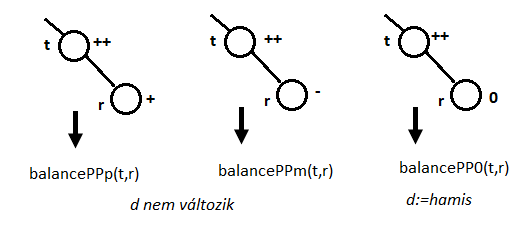 t ++ t ++ t ++
r + r - r 0
balancePPp(t,r) balancePPm(t,r) balancePP0(t,r)
d nem változik d:=hamis